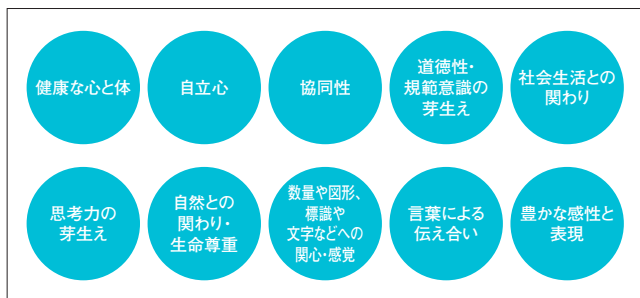 健康な心と体
自立心
協同性
道徳性・
規範意識の
芽生え
社会生活との
関わり
思考力の
芽生え
自然との
関わり・
生命尊重
数量や図形、
標識や
文字などへの
関心・感覚
言葉による
伝え合い
豊かな感性と
表現